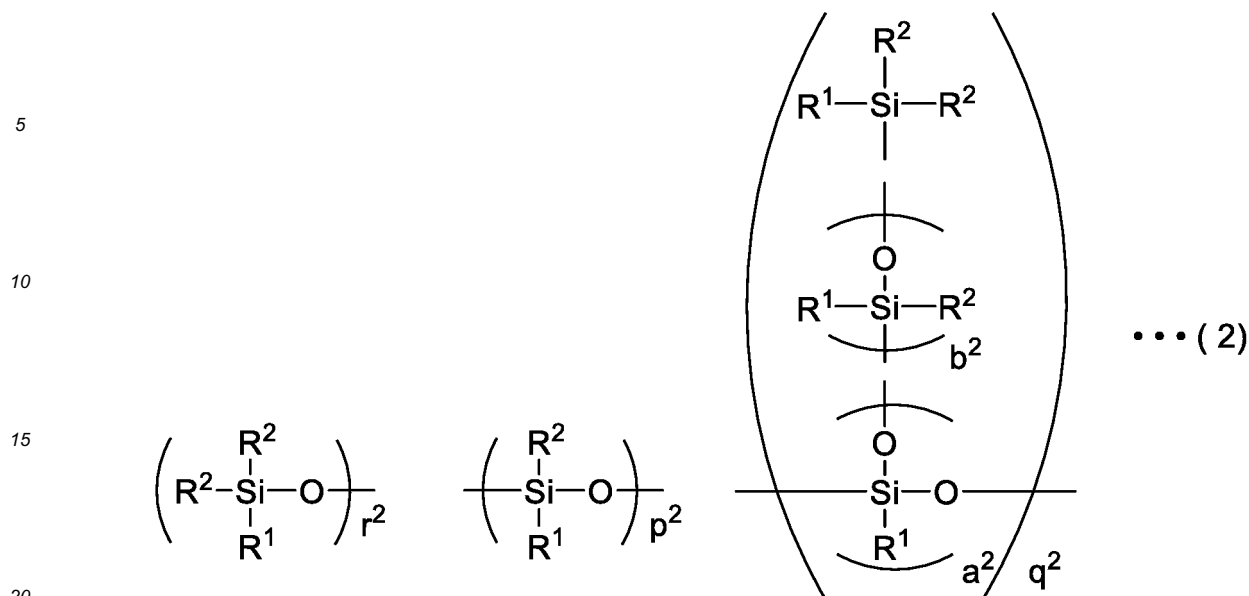 R²
5
R¹—Si—R²
O
10
R¹—Si—R²
b²
•••( 2)
O
15
R²
R²
R²—Si—O
Si—O
Si—O
r²
p²
R¹
R¹
R¹
a²
q²
20